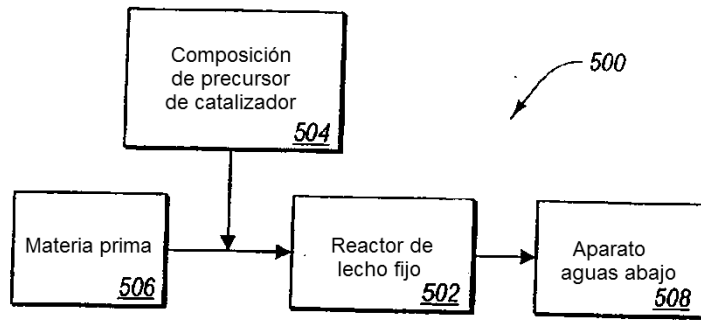 Composición
de precursor
de catalizador
504
500
Materia prima
506
Reactor de
lecho fijo
502
Aparato
aguas abajo
508